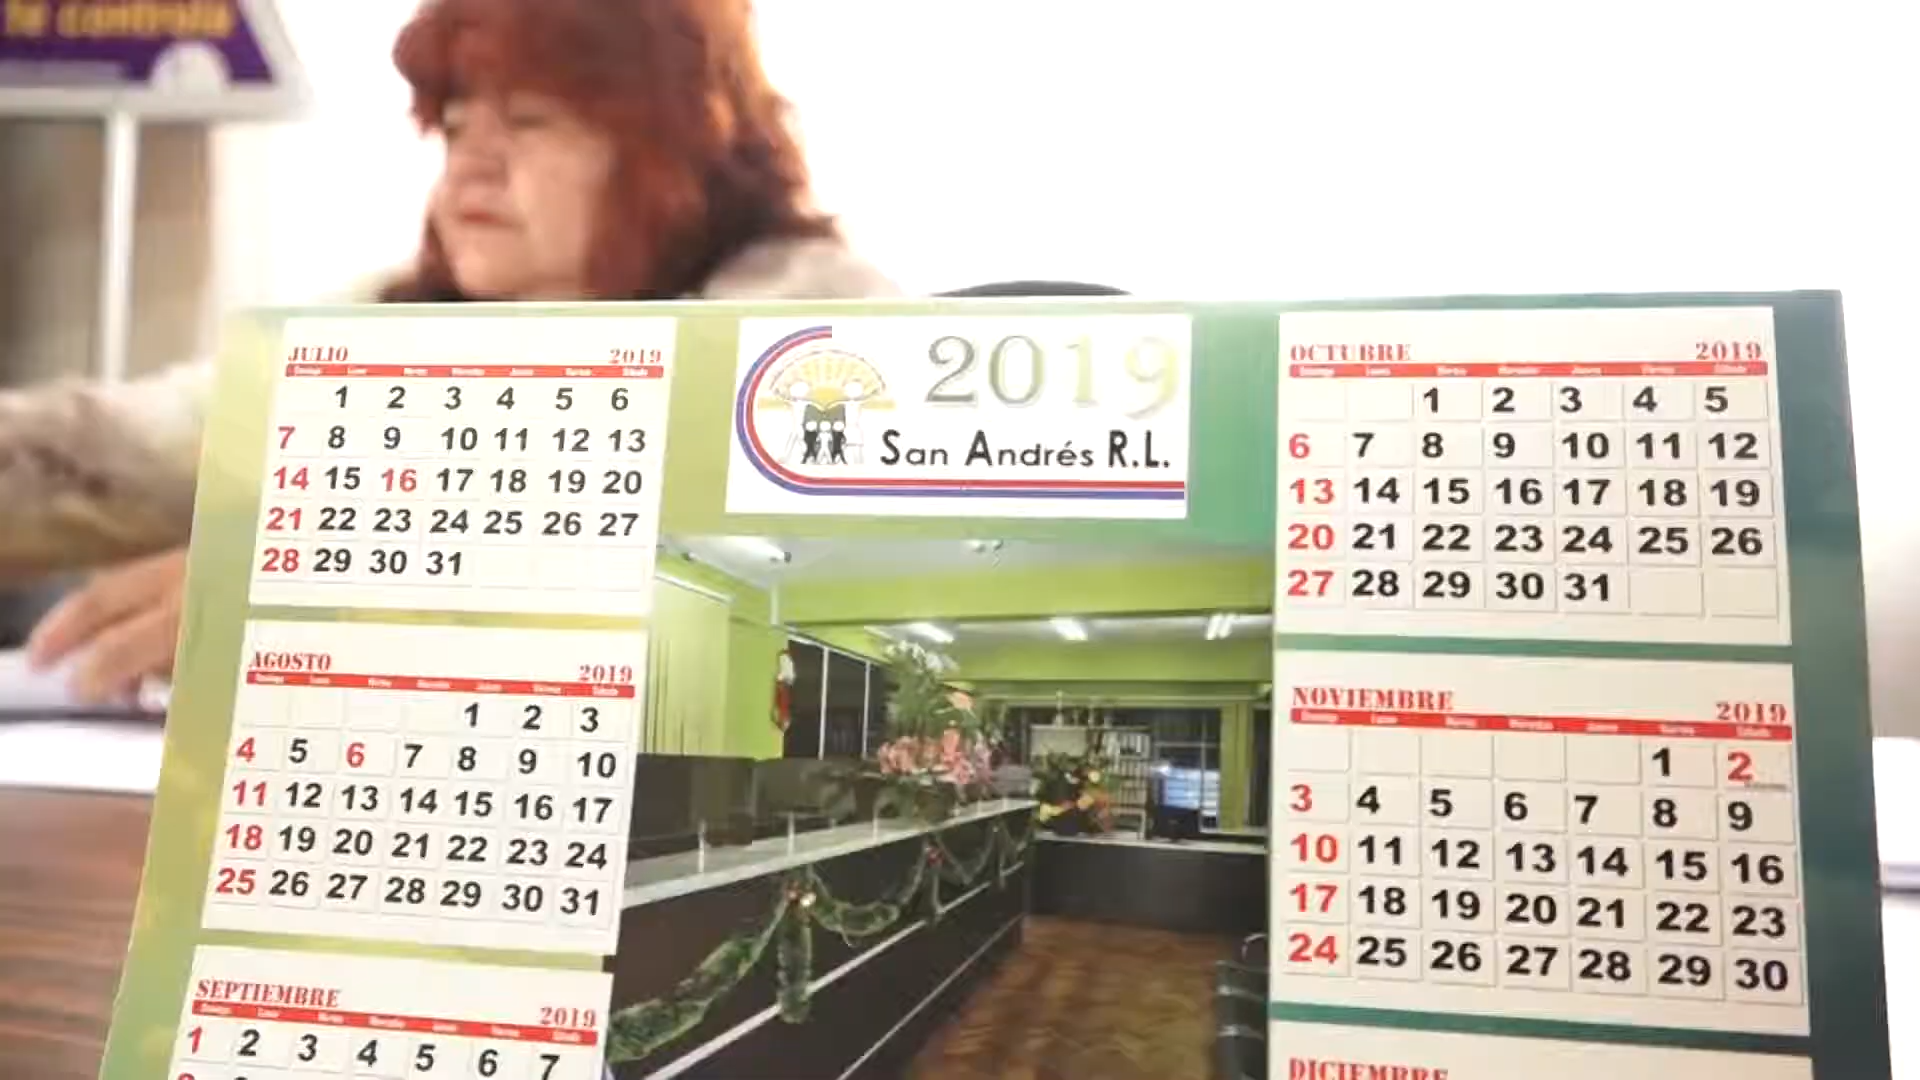 te controla
JULIO 2019
1 2 3 4 5 6
7 8 9 10 11 12 13
14 15 16 17 18 19 20
21 22 23 24 25 26 27
28 29 30 31
AGOSTO 2019
1 2 3
4 5 6 7 8 9 10
11 12 13 14 15 16 17
18 19 20 21 22 23 24
25 26 27 28 29 30 31
SEPTIEMBRE 2019
1 2 3 4 5 6 7
2019
San Andrés R.L.
OCTUBRE 2019
1 2 3 4 5
6 7 8 9 10 11 12
13 14 15 16 17 18 19
20 21 22 23 24 25 26
27 28 29 30 31
NOVIEMBRE 2019
1 2
3 4 5 6 7 8 9
10 11 12 13 14 15 16
17 18 19 20 21 22 23
24 25 26 27 28 29 30
DICIEMBRE